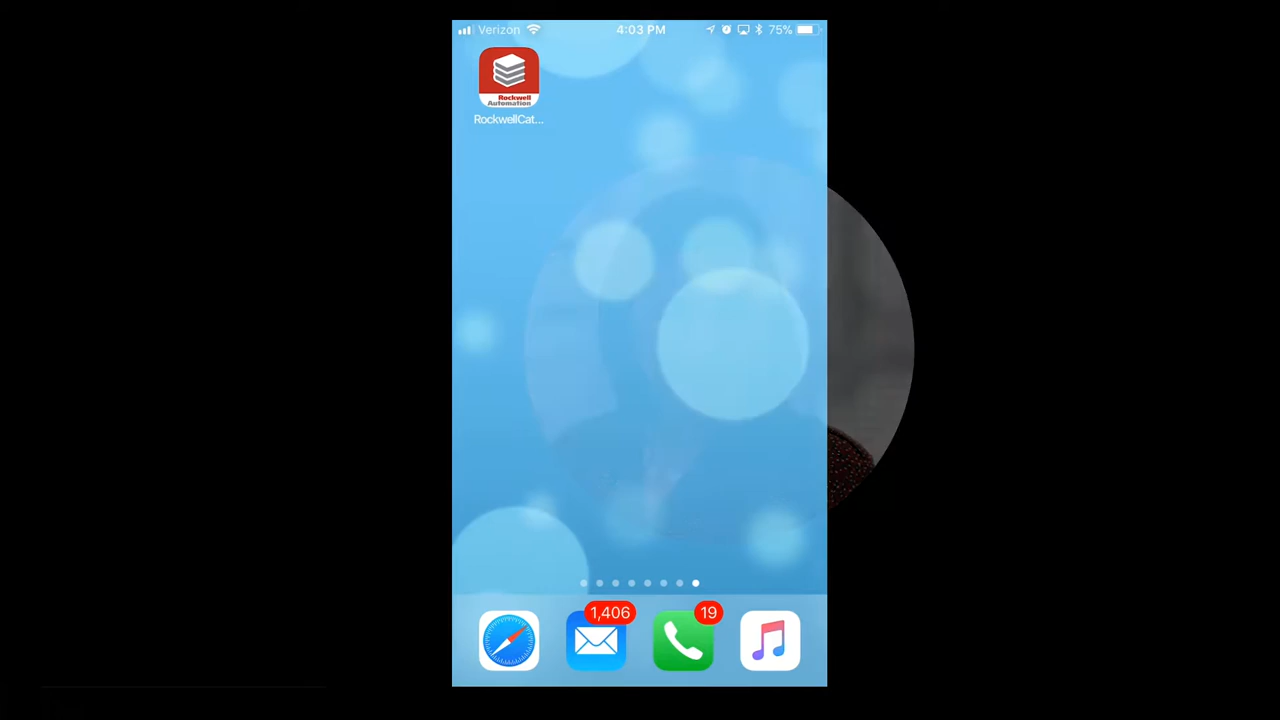 Verizon 4:03 PM 75%
Rockwell
Automation
RockwellCat...
1,406 19